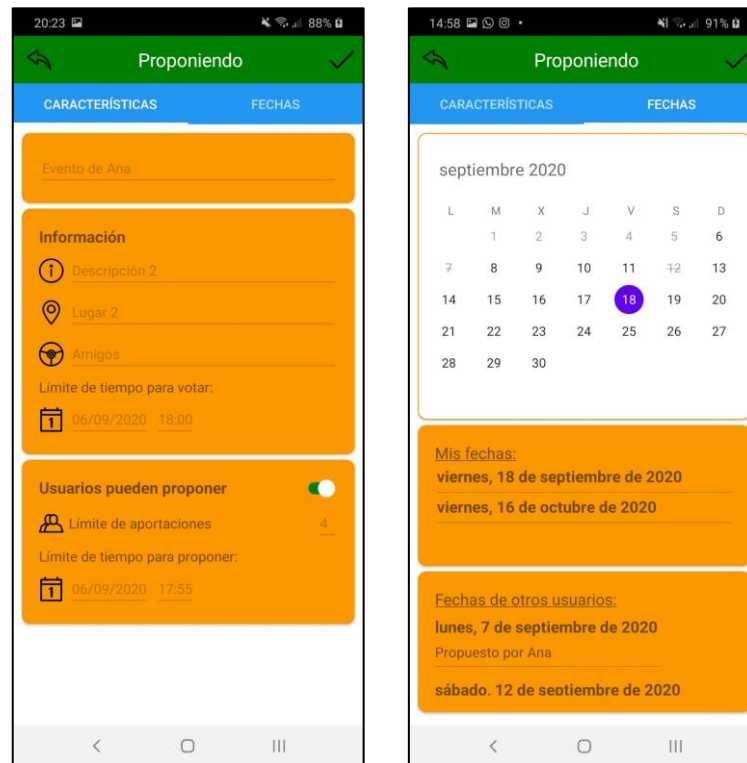 20:23
88%
Proponiendo
CARACTERÍSTICAS FECHAS
Evento de Ana
Información
Descripción 2
Lugar 2
Amigos
Límite de tiempo para votar:
1 06/09/2020 18:00
Usuarios pueden proponer
Límite de aportaciones 4
Límite de tiempo para proponer:
1 06/09/2020 17:55
14:58
91%
Proponiendo
CARACTERÍSTICAS FECHAS
septiembre 2020
L M X J V S D
1 2 3 4 5 6
7 8 9 10 11 12 13
14 15 16 17 18 19 20
21 22 23 24 25 26 27
28 29 30
Mis fechas:
viernes, 18 de septiembre de 2020
viernes, 16 de octubre de 2020
Fechas de otros usuarios:
lunes, 7 de septiembre de 2020
Propuesto por Ana
sábado, 12 de septiembre de 2020